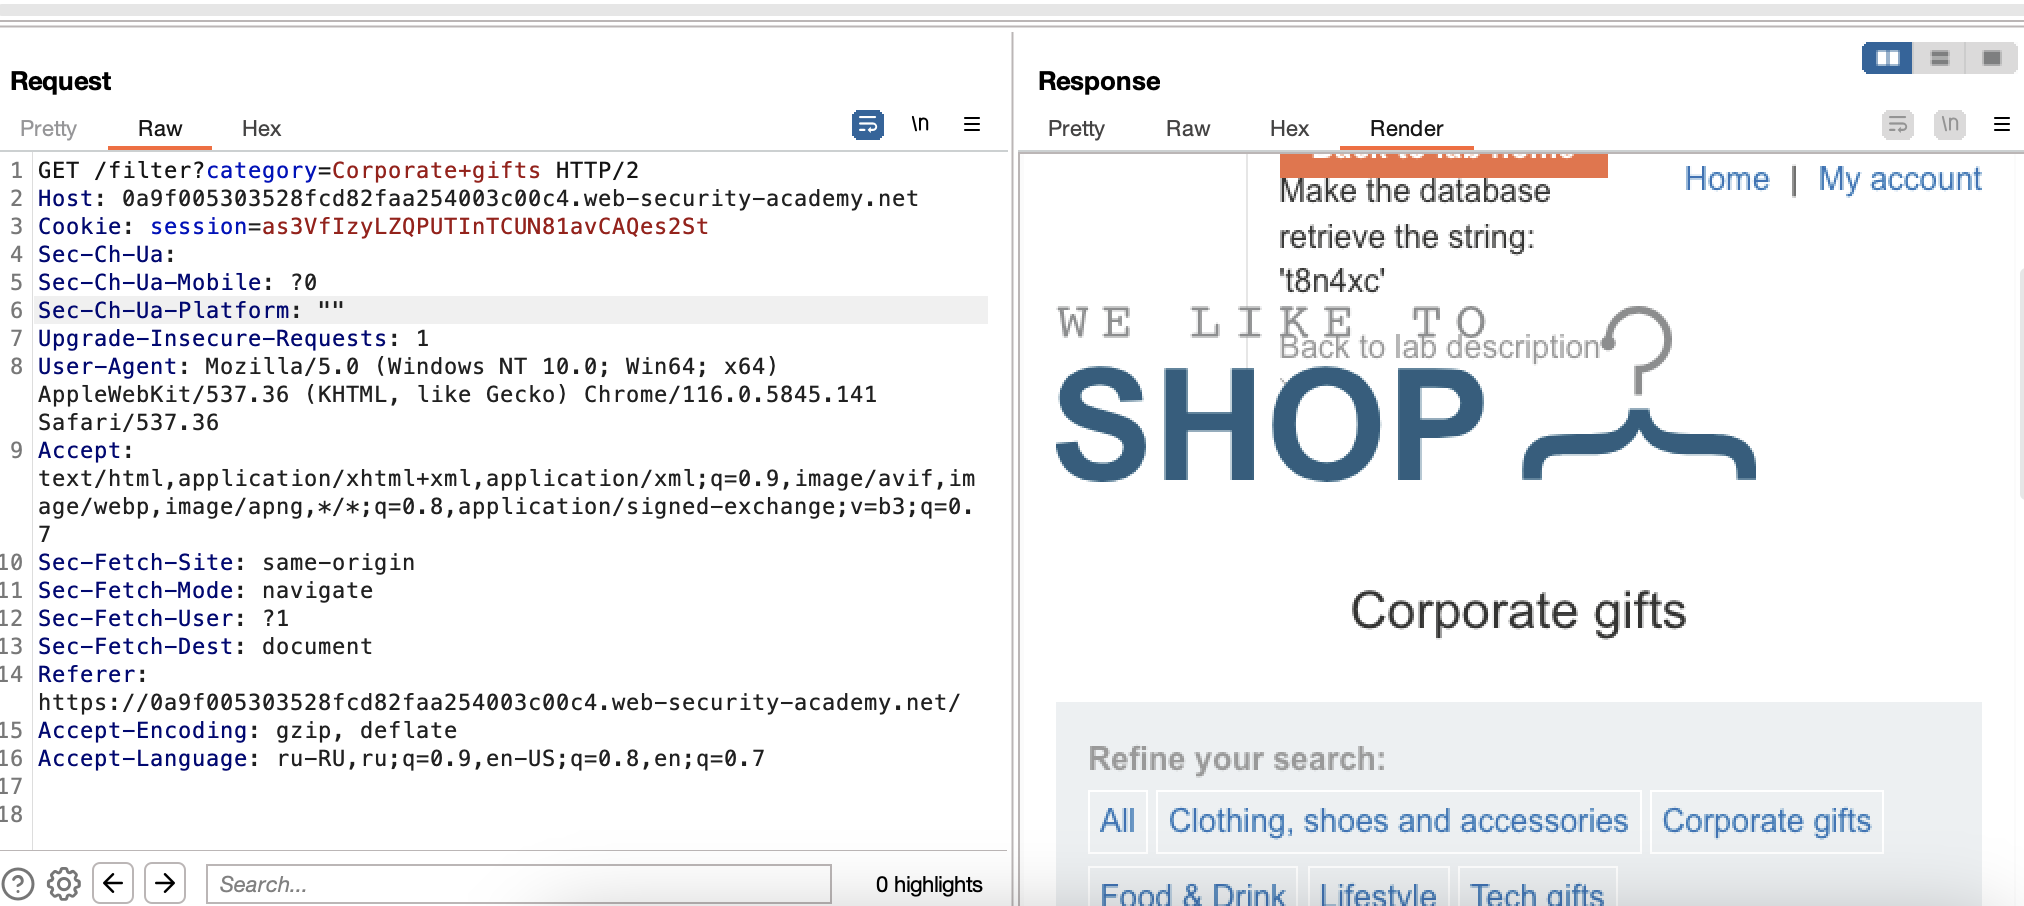 Request
Pretty Raw Hex
\n
1 GET /filter?category=Corporate+gifts HTTP/2
2 Host: 0a9f005303528fcd82faa254003c00c4.web-security-academy.net
3 Cookie: session=as3VfIzyLZQPUTInTCUN81avCAQes2St
4 Sec-Ch-Ua:
5 Sec-Ch-Ua-Mobile: ?0
6 Sec-Ch-Ua-Platform: ""
7 Upgrade-Insecure-Requests: 1
8 User-Agent: Mozilla/5.0 (Windows NT 10.0; Win64; x64)
AppleWebKit/537.36 (KHTML, like Gecko) Chrome/116.0.5845.141
Safari/537.36
9 Accept:
text/html,application/xhtml+xml,application/xml;q=0.9,image/avif,im
age/webp,image/apng,*/*;q=0.8,application/signed-exchange;v=b3;q=0.
7
10 Sec-Fetch-Site: same-origin
11 Sec-Fetch-Mode: navigate
12 Sec-Fetch-User: ?1
13 Sec-Fetch-Dest: document
14 Referer:
https://0a9f005303528fcd82faa254003c00c4.web-security-academy.net/
15 Accept-Encoding: gzip, deflate
16 Accept-Language: ru-RU,ru;q=0.9,en-US;q=0.8,en;q=0.7
17
18
Search...
0 highlights
Response
Pretty Raw Hex Render
\n
Back to lab home
Home | My account
Make the database
retrieve the string:
't8n4xc'
WE LIKE TO
Back to lab description
SHOP
Corporate gifts
Refine your search:
All Clothing, shoes and accessories Corporate gifts
Food & Drink Lifestyle Tech gifts